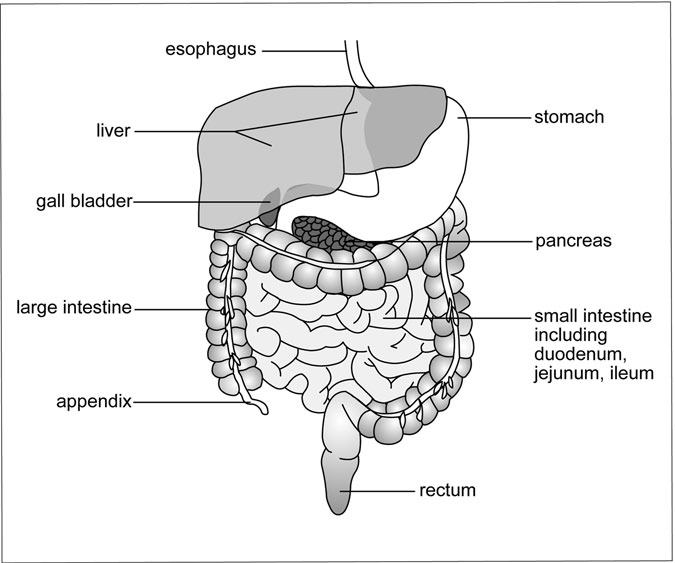 esophagus
liver
stomach
gall bladder
pancreas
large intestine
small intestine
including
duodenum,
jejunum, ileum
appendix
rectum